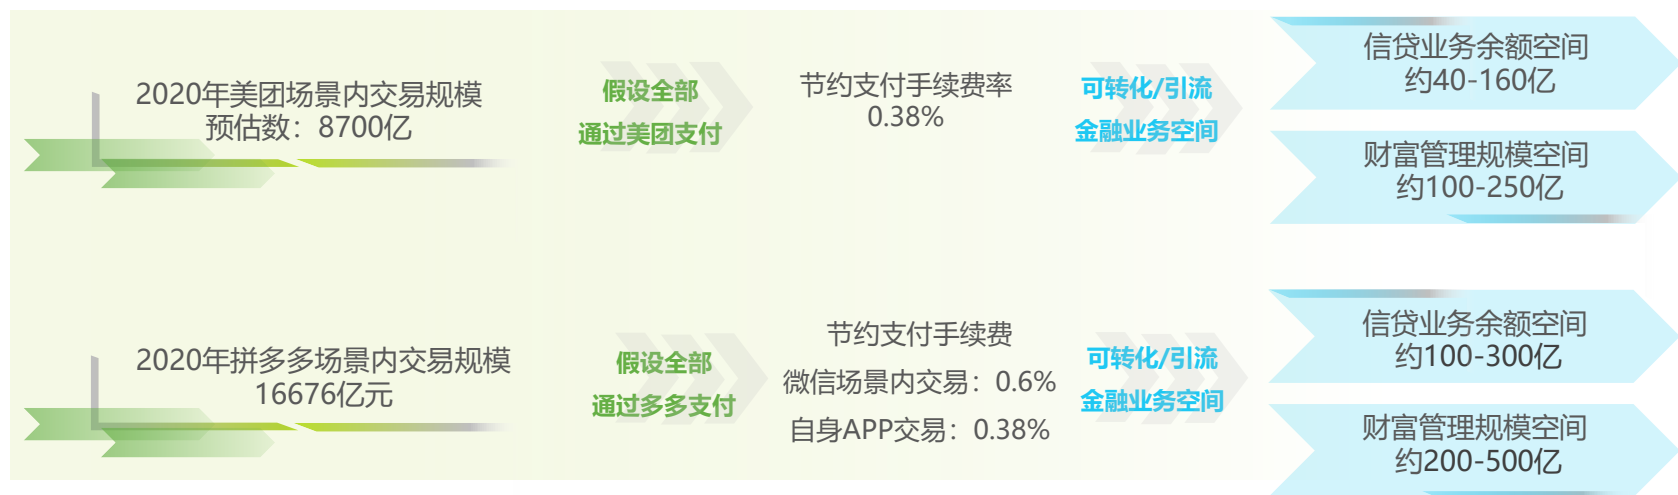 2020年美团场景内交易规模
预估数：8700亿
假设全部
通过美团支付
节约支付手续费率
0.38%
可转化/引流
金融业务空间
信贷业务余额空间
约40-160亿
财富管理规模空间
约100-250亿
2020年拼多多场景内交易规模
16676亿元
假设全部
通过多多支付
节约支付手续费
微信场景内交易：0.6%
自身APP交易：0.38%
可转化/引流
金融业务空间
信贷业务余额空间
约100-300亿
财富管理规模空间
约200-500亿